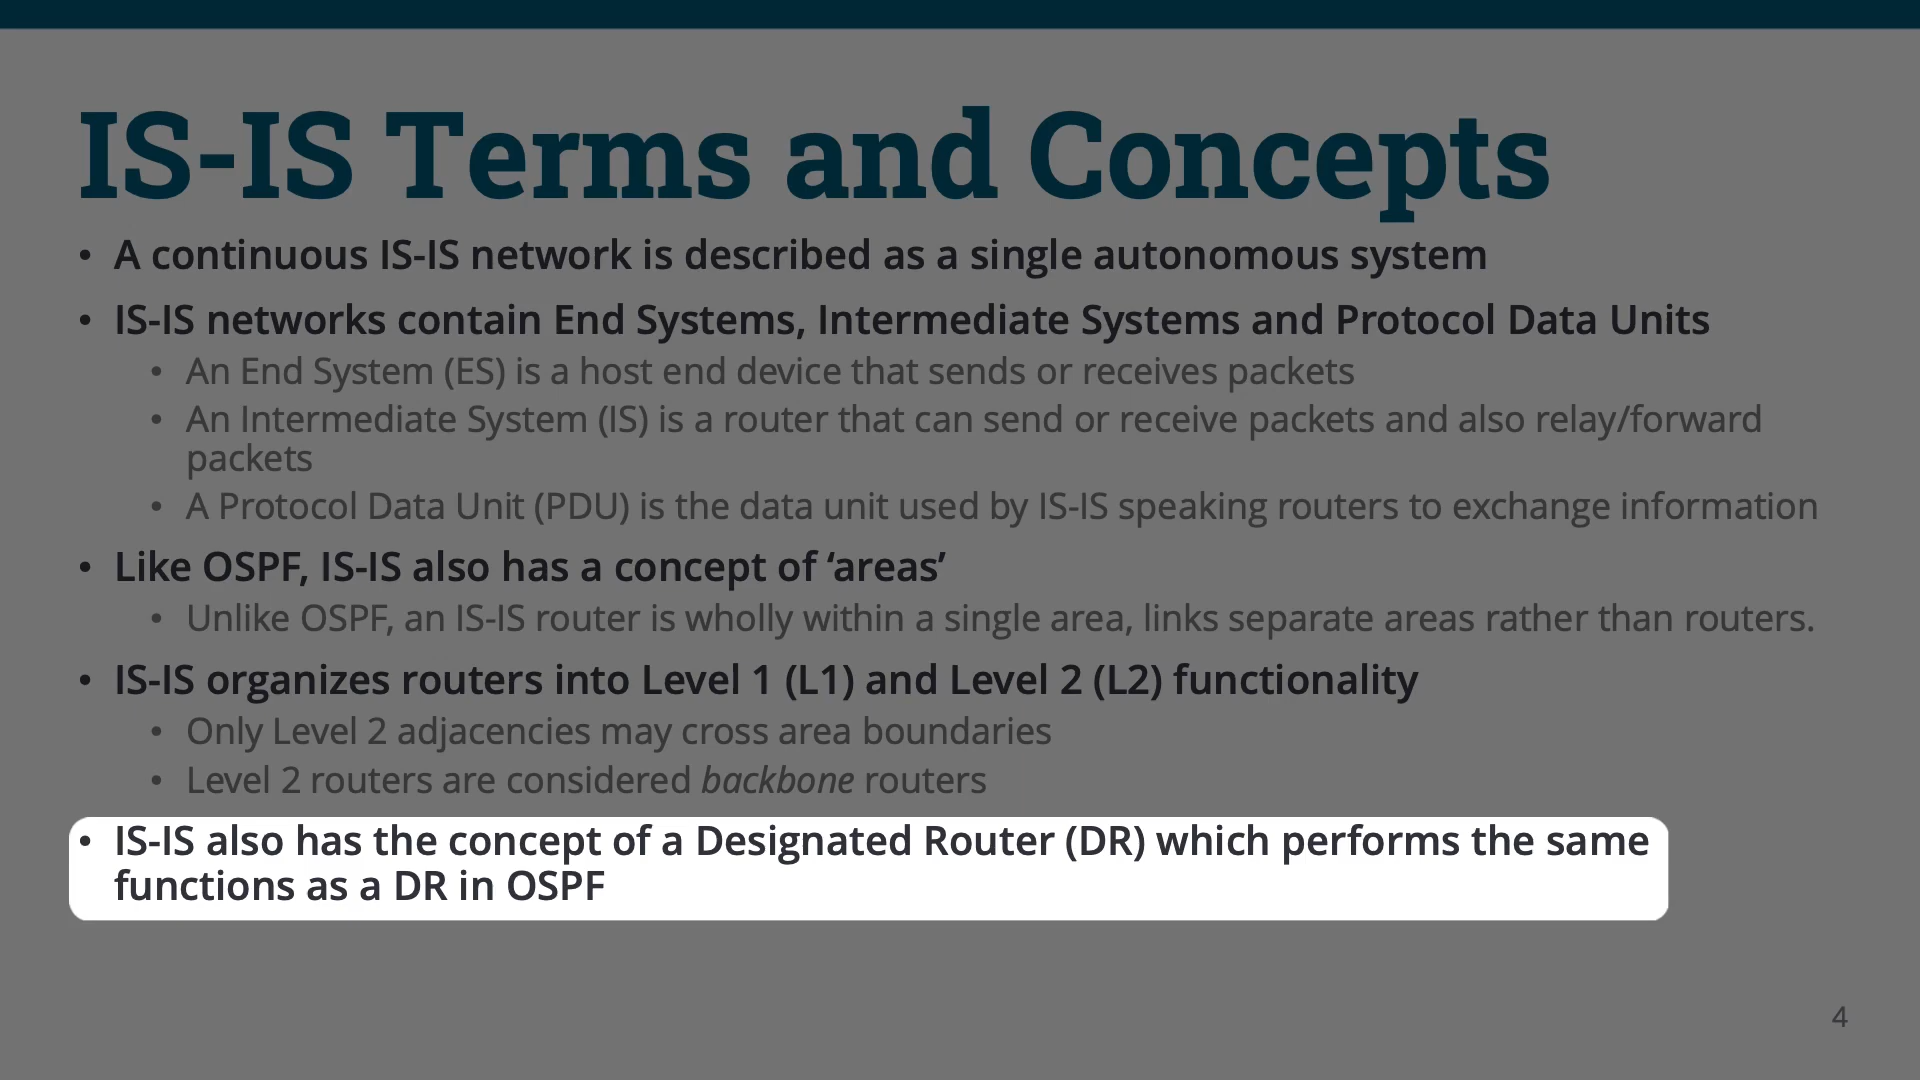 IS-IS Terms and Concepts
• A continuous IS-IS network is described as a single autonomous system
• IS-IS networks contain End Systems, Intermediate Systems and Protocol Data Units
• An End System (ES) is a host end device that sends or receives packets
• An Intermediate System (IS) is a router that can send or receive packets and also relay/forward
packets
• A Protocol Data Unit (PDU) is the data unit used by IS-IS speaking routers to exchange information
• Like OSPF, IS-IS also has a concept of ‘areas’
• Unlike OSPF, an IS-IS router is wholly within a single area, links separate areas rather than routers.
• IS-IS organizes routers into Level 1 (L1) and Level 2 (L2) functionality
• Only Level 2 adjacencies may cross area boundaries
• Level 2 routers are considered backbone routers
• IS-IS also has the concept of a Designated Router (DR) which performs the same
functions as a DR in OSPF
4